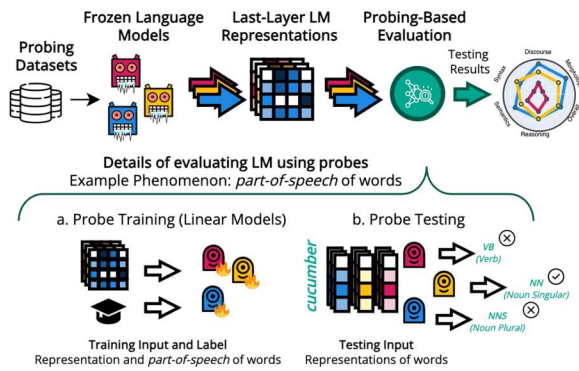 Probing
Datasets
Frozen Language
Models
Last-Layer LM
Representations
Probing-Based
Evaluation
Testing
Results
Discourse
Syntax
Semantics
Reasoning
Overall
Details of evaluating LM using probes
Example Phenomenon: part-of-speech of words
a. Probe Training (Linear Models)
Training Input and Label
Representation and part-of-speech of words
b. Probe Testing
cucumber
VB
(Verb)
NN
(Noun Singular)
NNS
(Noun Plural)
Testing Input
Representations of words